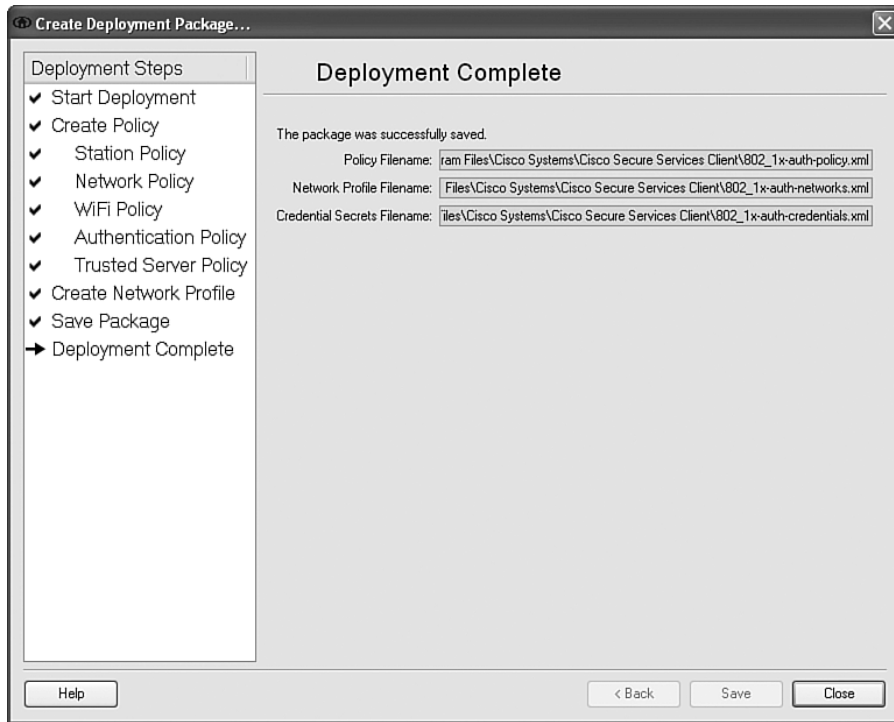 Create Deployment Package...
Deployment Steps
Start Deployment
Create Policy
Station Policy
Network Policy
WiFi Policy
Authentication Policy
Trusted Server Policy
Create Network Profile
Save Package
Deployment Complete
Deployment Complete
The package was successfully saved.
Policy Filename: ram Files\Cisco Systems\Cisco Secure Services Client\802_1x-auth-policy.xml
Network Profile Filename: Files\Cisco Systems\Cisco Secure Services Client\802_1x-auth-networks.xml
Credential Secrets Filename: iles\Cisco Systems\Cisco Secure Services Client\802_1x-auth-credentials.xml
Help
< Back
Save
Close